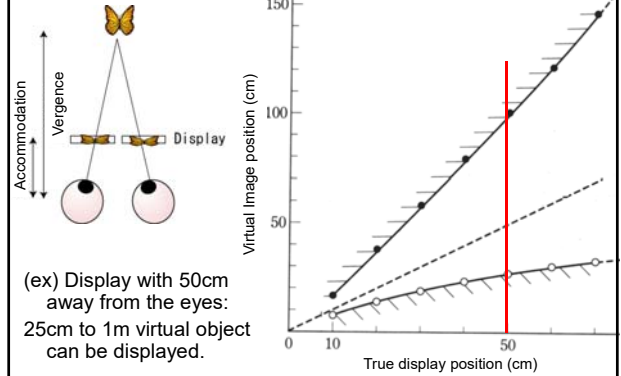 Accommodation
Vergence
Display
(ex) Display with 50cm
away from the eyes:
25cm to 1m virtual object
can be displayed.
Virtual Image position (cm)
150
100
50
0
10
50
True display position (cm)